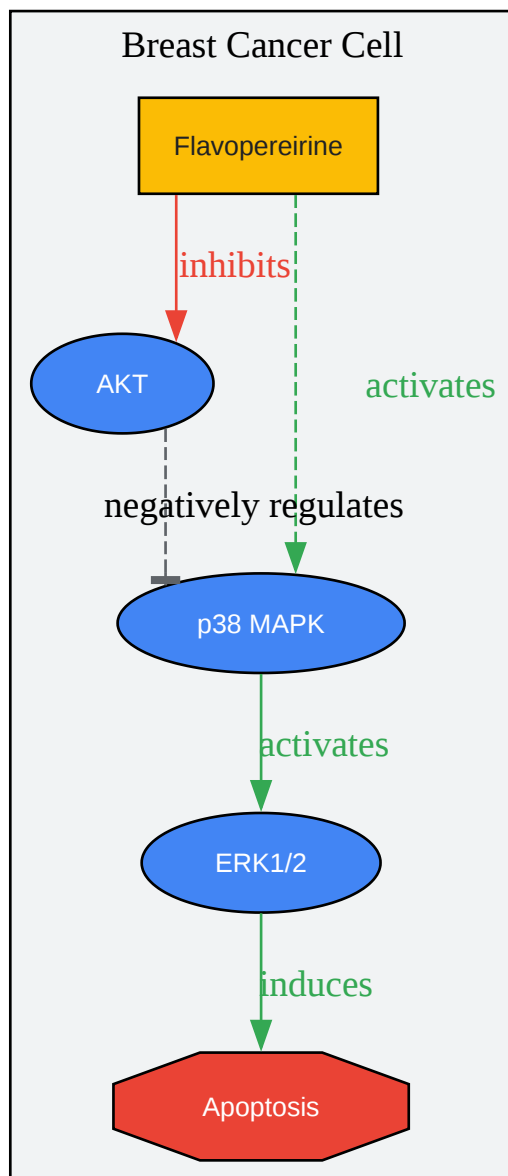 Breast Cancer Cell
Flavopereirine
inhibits
AKT
activates
negatively regulates
p38 MAPK
activates
ERK1/2
induces
Apoptosis